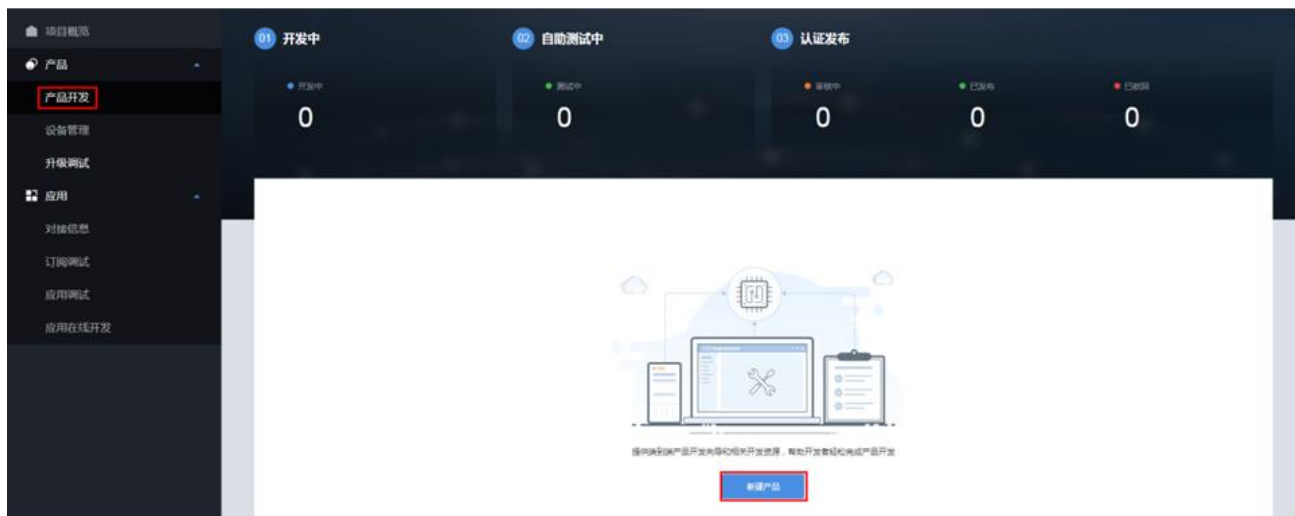 项目概览
产品
产品开发
设备管理
升级调试
应用
对接信息
订阅调试
应用调试
应用在线开发
01 开发中
开发中
0
02 自助测试中
测试中
0
03 认证发布
审核中
0
已发布
0
已驳回
0
提供端到端产品开发向导和相关开发资源，帮助开发者轻松完成产品开发
新建产品